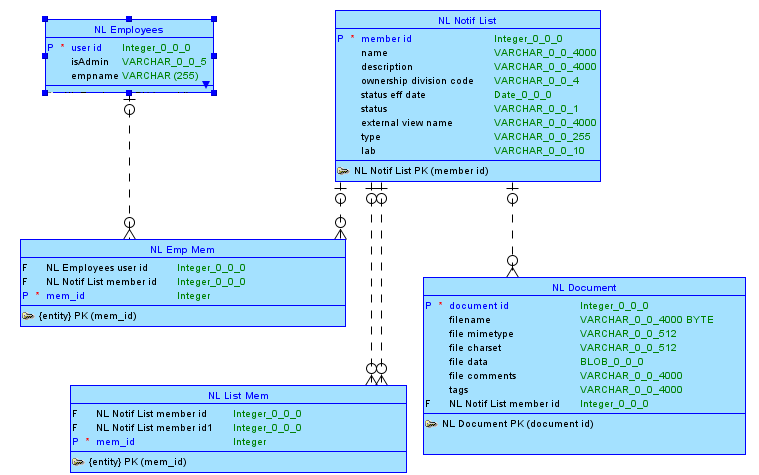 NL Employees
P * user id Integer_0_0_0
isAdmin VARCHAR_0_0_5
empname VARCHAR (255)
NL Notif List
P * member id Integer_0_0_0
name VARCHAR_0_0_4000
description VARCHAR_0_0_4000
ownership division code VARCHAR_0_0_4
status eff date Date_0_0_0
status VARCHAR_0_0_1
external view name VARCHAR_0_0_4000
type VARCHAR_0_0_255
lab VARCHAR_0_0_10
NL Notif List PK (member id)
NL Emp Mem
F NL Employees user id Integer_0_0_0
F NL Notif List member id Integer_0_0_0
P * mem_id Integer
{entity} PK (mem_id)
NL Document
P * document id Integer_0_0_0
filename VARCHAR_0_0_4000 BYTE
file mimetype VARCHAR_0_0_512
file charset VARCHAR_0_0_512
file data BLOB_0_0_0
file comments VARCHAR_0_0_4000
tags VARCHAR_0_0_4000
F NL Notif List member id Integer_0_0_0
NL Document PK (document id)
NL List Mem
F NL Notif List member id Integer_0_0_0
F NL Notif List member id1 Integer_0_0_0
P * mem_id Integer
{entity} PK (mem_id)